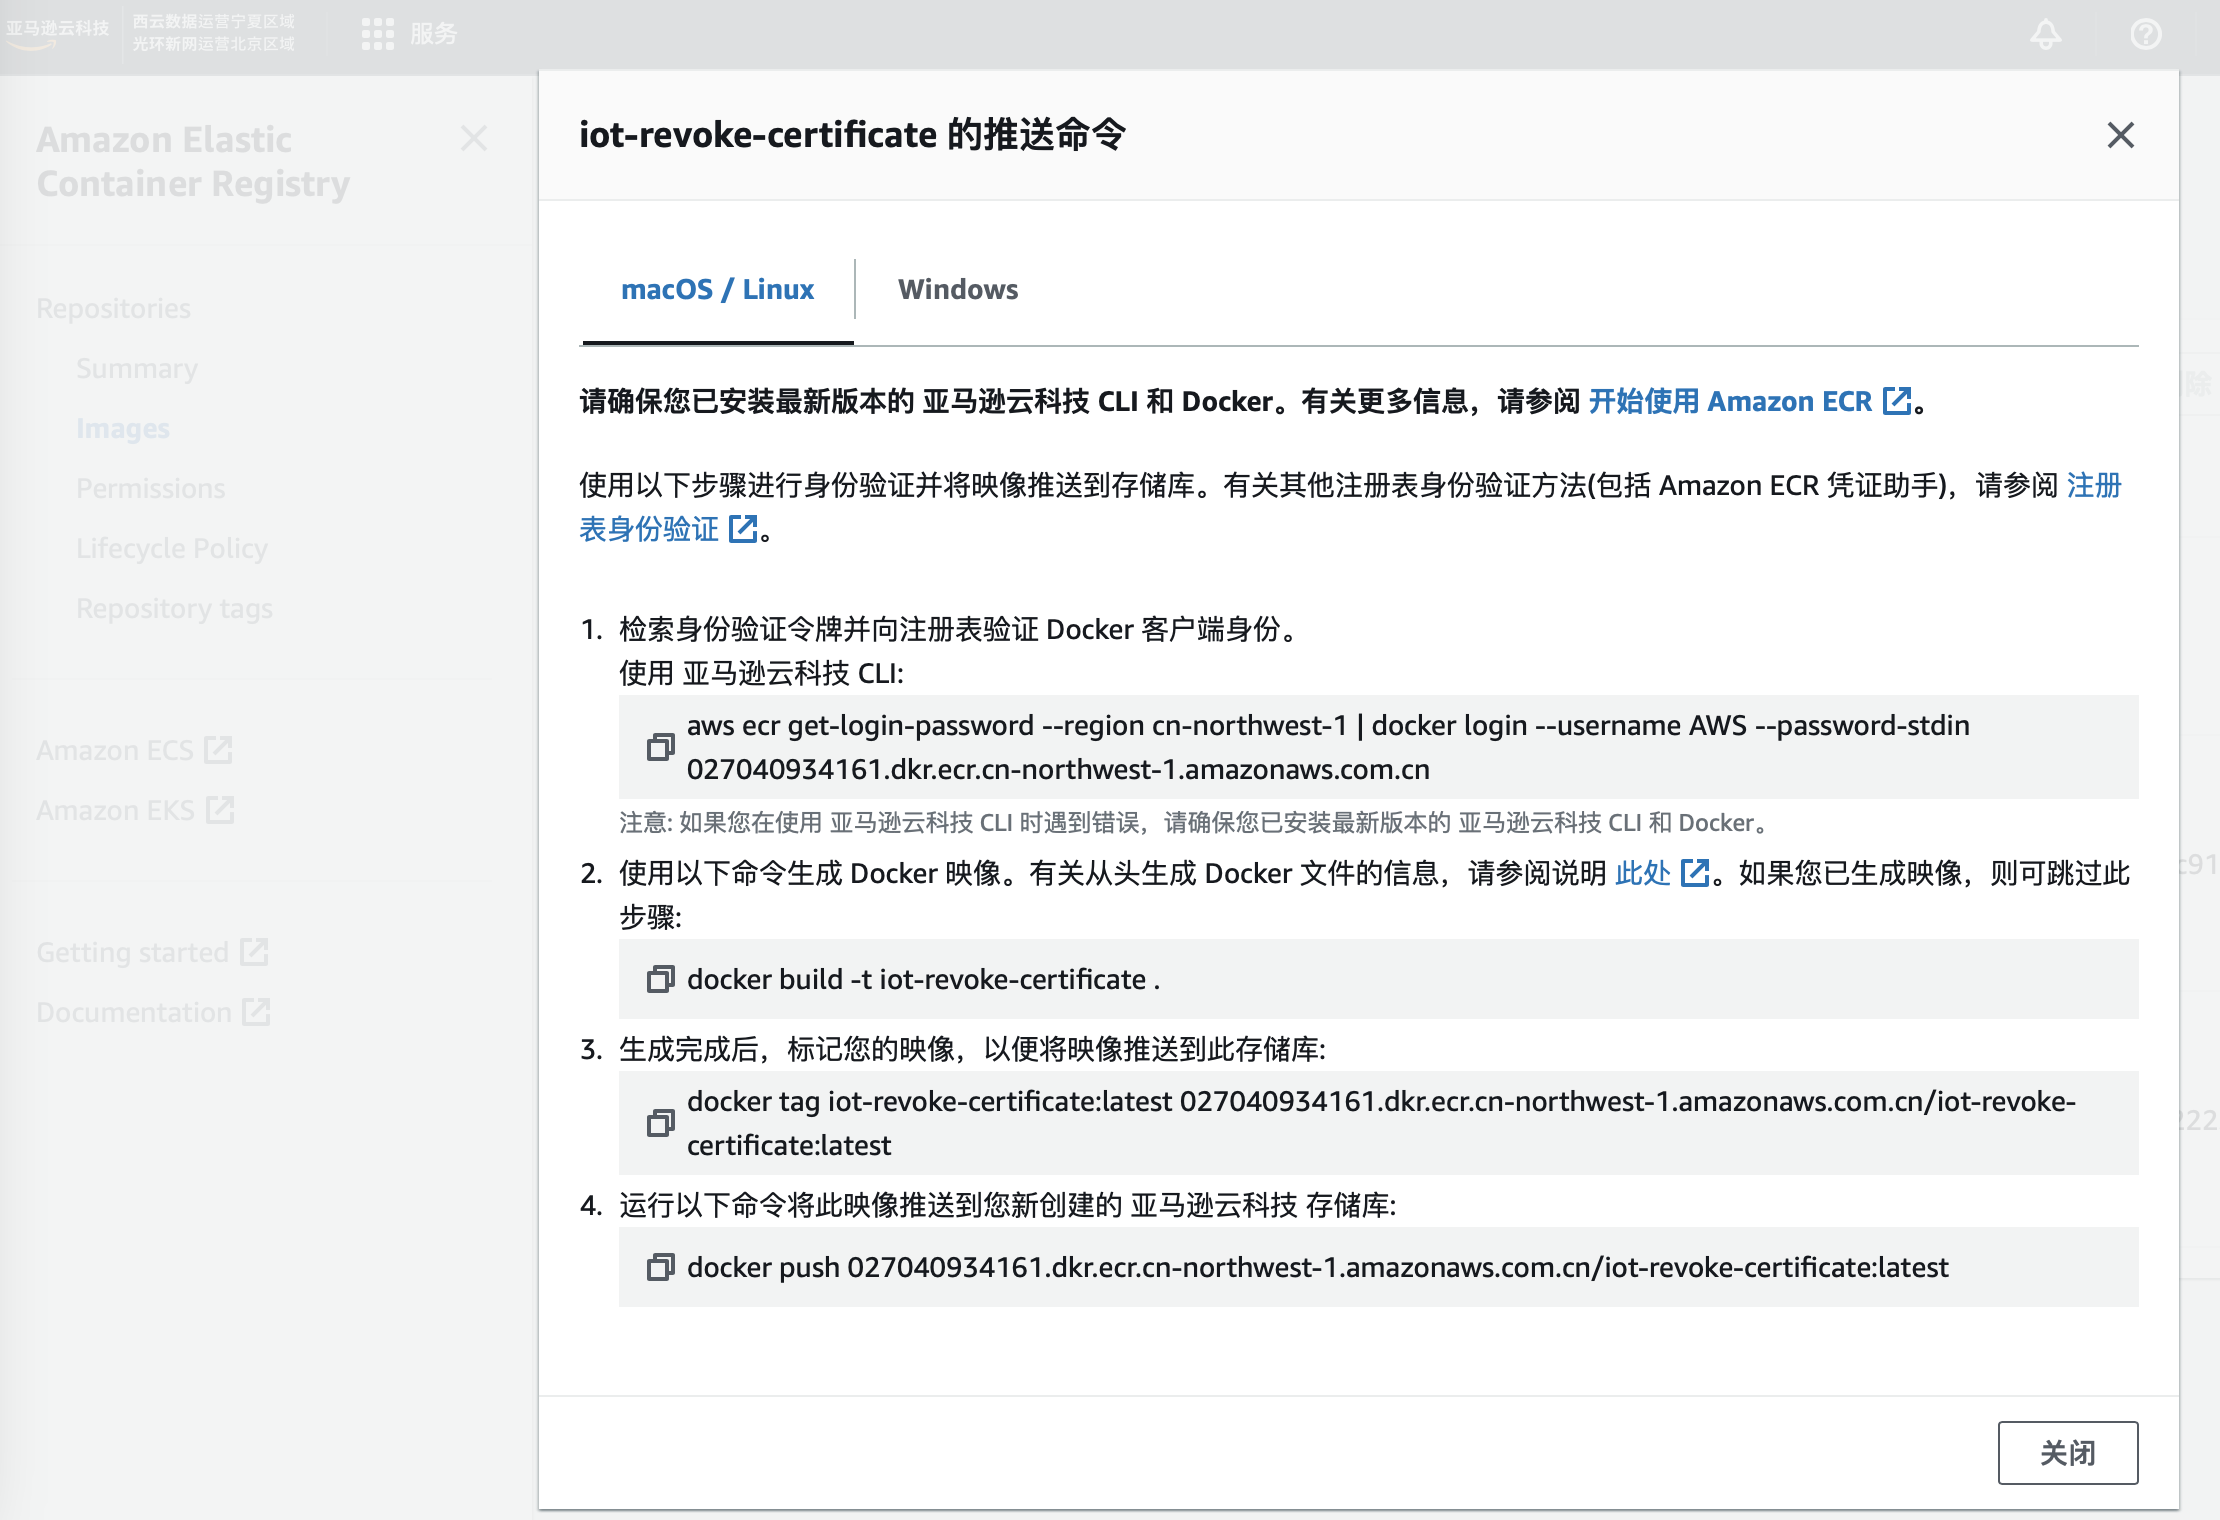 亚马逊云科技
西云数据运营宁夏区域
光环新网运营北京区域
服务
Amazon Elastic
Container Registry
Repositories
Summary
Images
Permissions
Lifecycle Policy
Repository tags
Amazon ECS
Amazon EKS
Getting started
Documentation
iot-revoke-certificate 的推送命令
macOS / Linux
Windows
请确保您已安装最新版本的 亚马逊云科技 CLI 和 Docker。有关更多信息，请参阅 开始使用 Amazon ECR。
使用以下步骤进行身份验证并将映像推送到存储库。有关其他注册表身份验证方法(包括 Amazon ECR 凭证助手)，请参阅 注册
表身份验证。
1. 检索身份验证令牌并向注册表验证 Docker 客户端身份。
使用 亚马逊云科技 CLI:
aws ecr get-login-password --region cn-northwest-1 | docker login --username AWS --password-stdin
027040934161.dkr.ecr.cn-northwest-1.amazonaws.com.cn
注意: 如果您在使用 亚马逊云科技 CLI 时遇到错误，请确保您已安装最新版本的 亚马逊云科技 CLI 和 Docker。
2. 使用以下命令生成 Docker 映像。有关从头生成 Docker 文件的信息，请参阅说明 此处。如果您已生成映像，则可跳过此
步骤:
docker build -t iot-revoke-certificate .
3. 生成完成后，标记您的映像，以便将映像推送到此存储库:
docker tag iot-revoke-certificate:latest 027040934161.dkr.ecr.cn-northwest-1.amazonaws.com.cn/iot-revoke-
certificate:latest
4. 运行以下命令将此映像推送到您新创建的 亚马逊云科技 存储库:
docker push 027040934161.dkr.ecr.cn-northwest-1.amazonaws.com.cn/iot-revoke-certificate:latest
关闭
除
c91
222